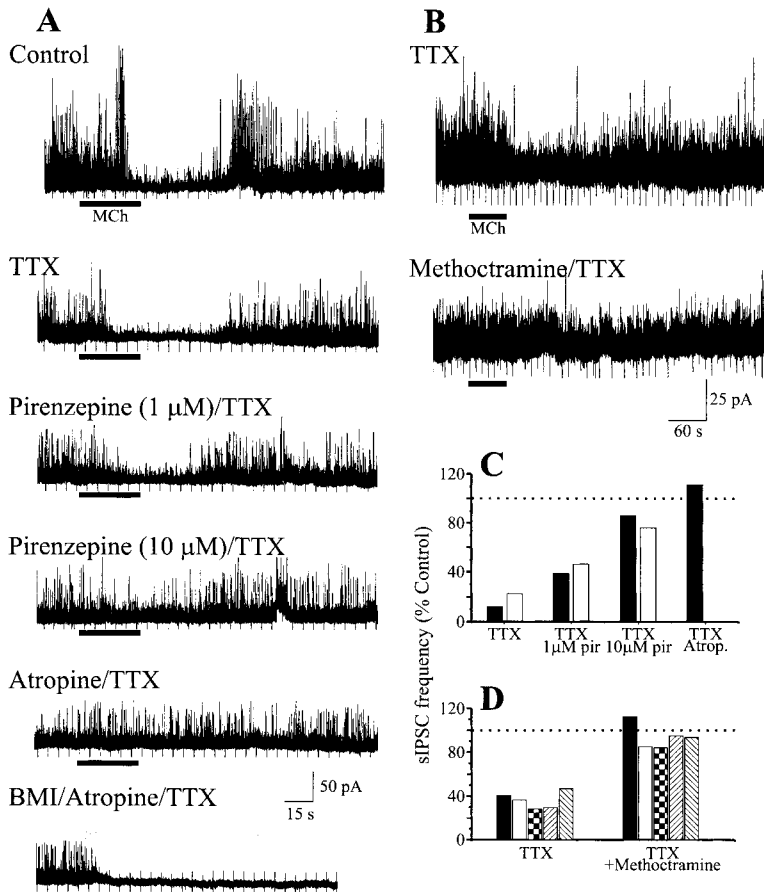 A
Control
MCh
TTX
Pirenzepine (1 µM)/TTX
Pirenzepine (10 µM)/TTX
Atropine/TTX
50 pA
15 s
BMI/Atropine/TTX
B
TTX
MCh
Methoctramine/TTX
25 pA
60 s
sIPSC frequency (% Control)
C
120
80
40
0
TTX
TTX
1µM pir
TTX
10µM pir
TTX
Atrop.
D
120
80
40
0
TTX
TTX
+Methoctramine